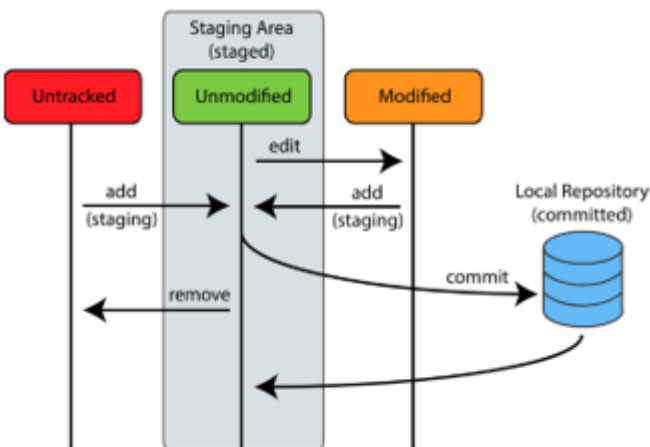 Staging Area
(staged)
Untracked
Unmodified
Modified
edit
add
(staging)
add
(staging)
Local Repository
(committed)
commit
remove